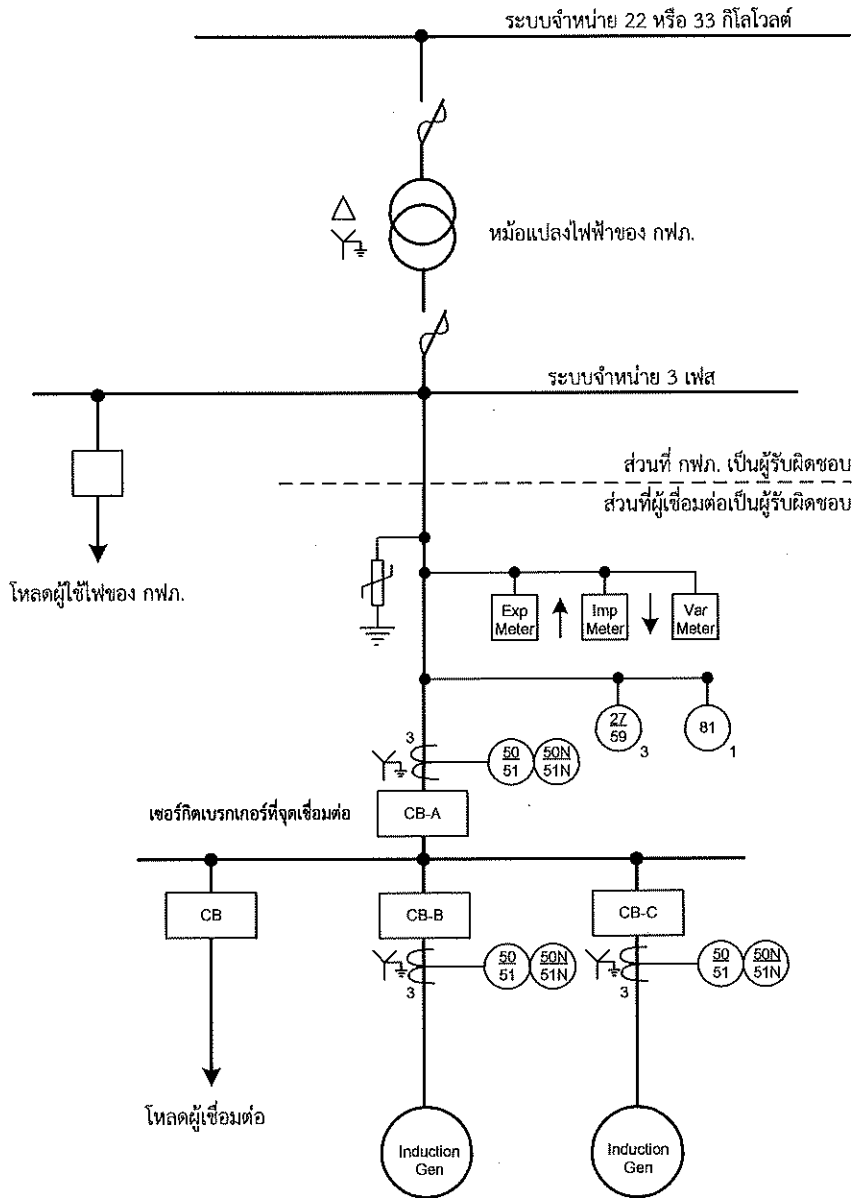 ระบบจำหน่าย 22 หรือ 33 กิโลโวลต์
หม้อแปลงไฟฟ้าของ กฟภ.
ระบบจำหน่าย 3 เฟส
ส่วนที่ กฟภ. เป็นผู้รับผิดชอบ
ส่วนที่ผู้เชื่อมต่อเป็นผู้รับผิดชอบ
โหลดผู้ใช้ไฟของ กฟภ.
Exp
Meter
Imp
Meter
Var
Meter
27
59
3
81
1
3
50
51
50N
51N
เซอร์กิตเบรกเกอร์ที่จุดเชื่อมต่อ
CB-A
CB
CB-B
CB-C
3
50
51
50N
51N
3
50
51
50N
51N
โหลดผู้เชื่อมต่อ
Induction
Gen
Induction
Gen